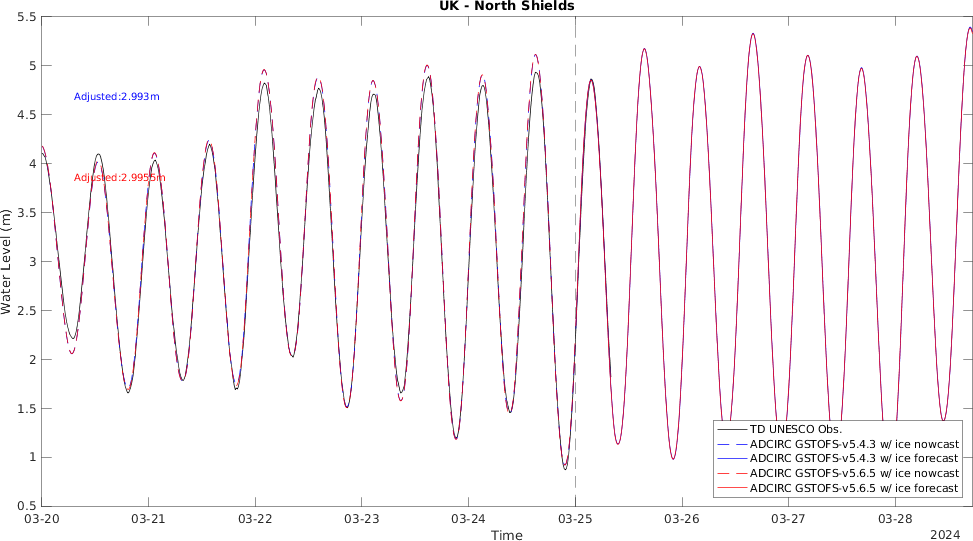 UK - North Shields
5.5
5
4.5
4
3.5
3
2.5
2
1.5
1
0.5
Water Level (m)
Adjusted:2.993m
Adjusted:2.9955m
TD UNESCO Obs.
ADCIRC GSTOFS-v5.4.3 w/ ice nowcast
ADCIRC GSTOFS-v5.4.3 w/ ice forecast
ADCIRC GSTOFS-v5.6.5 w/ ice nowcast
ADCIRC GSTOFS-v5.6.5 w/ ice forecast
03-20 03-21 03-22 03-23 03-24 03-25 03-26 03-27 03-28
Time
2024